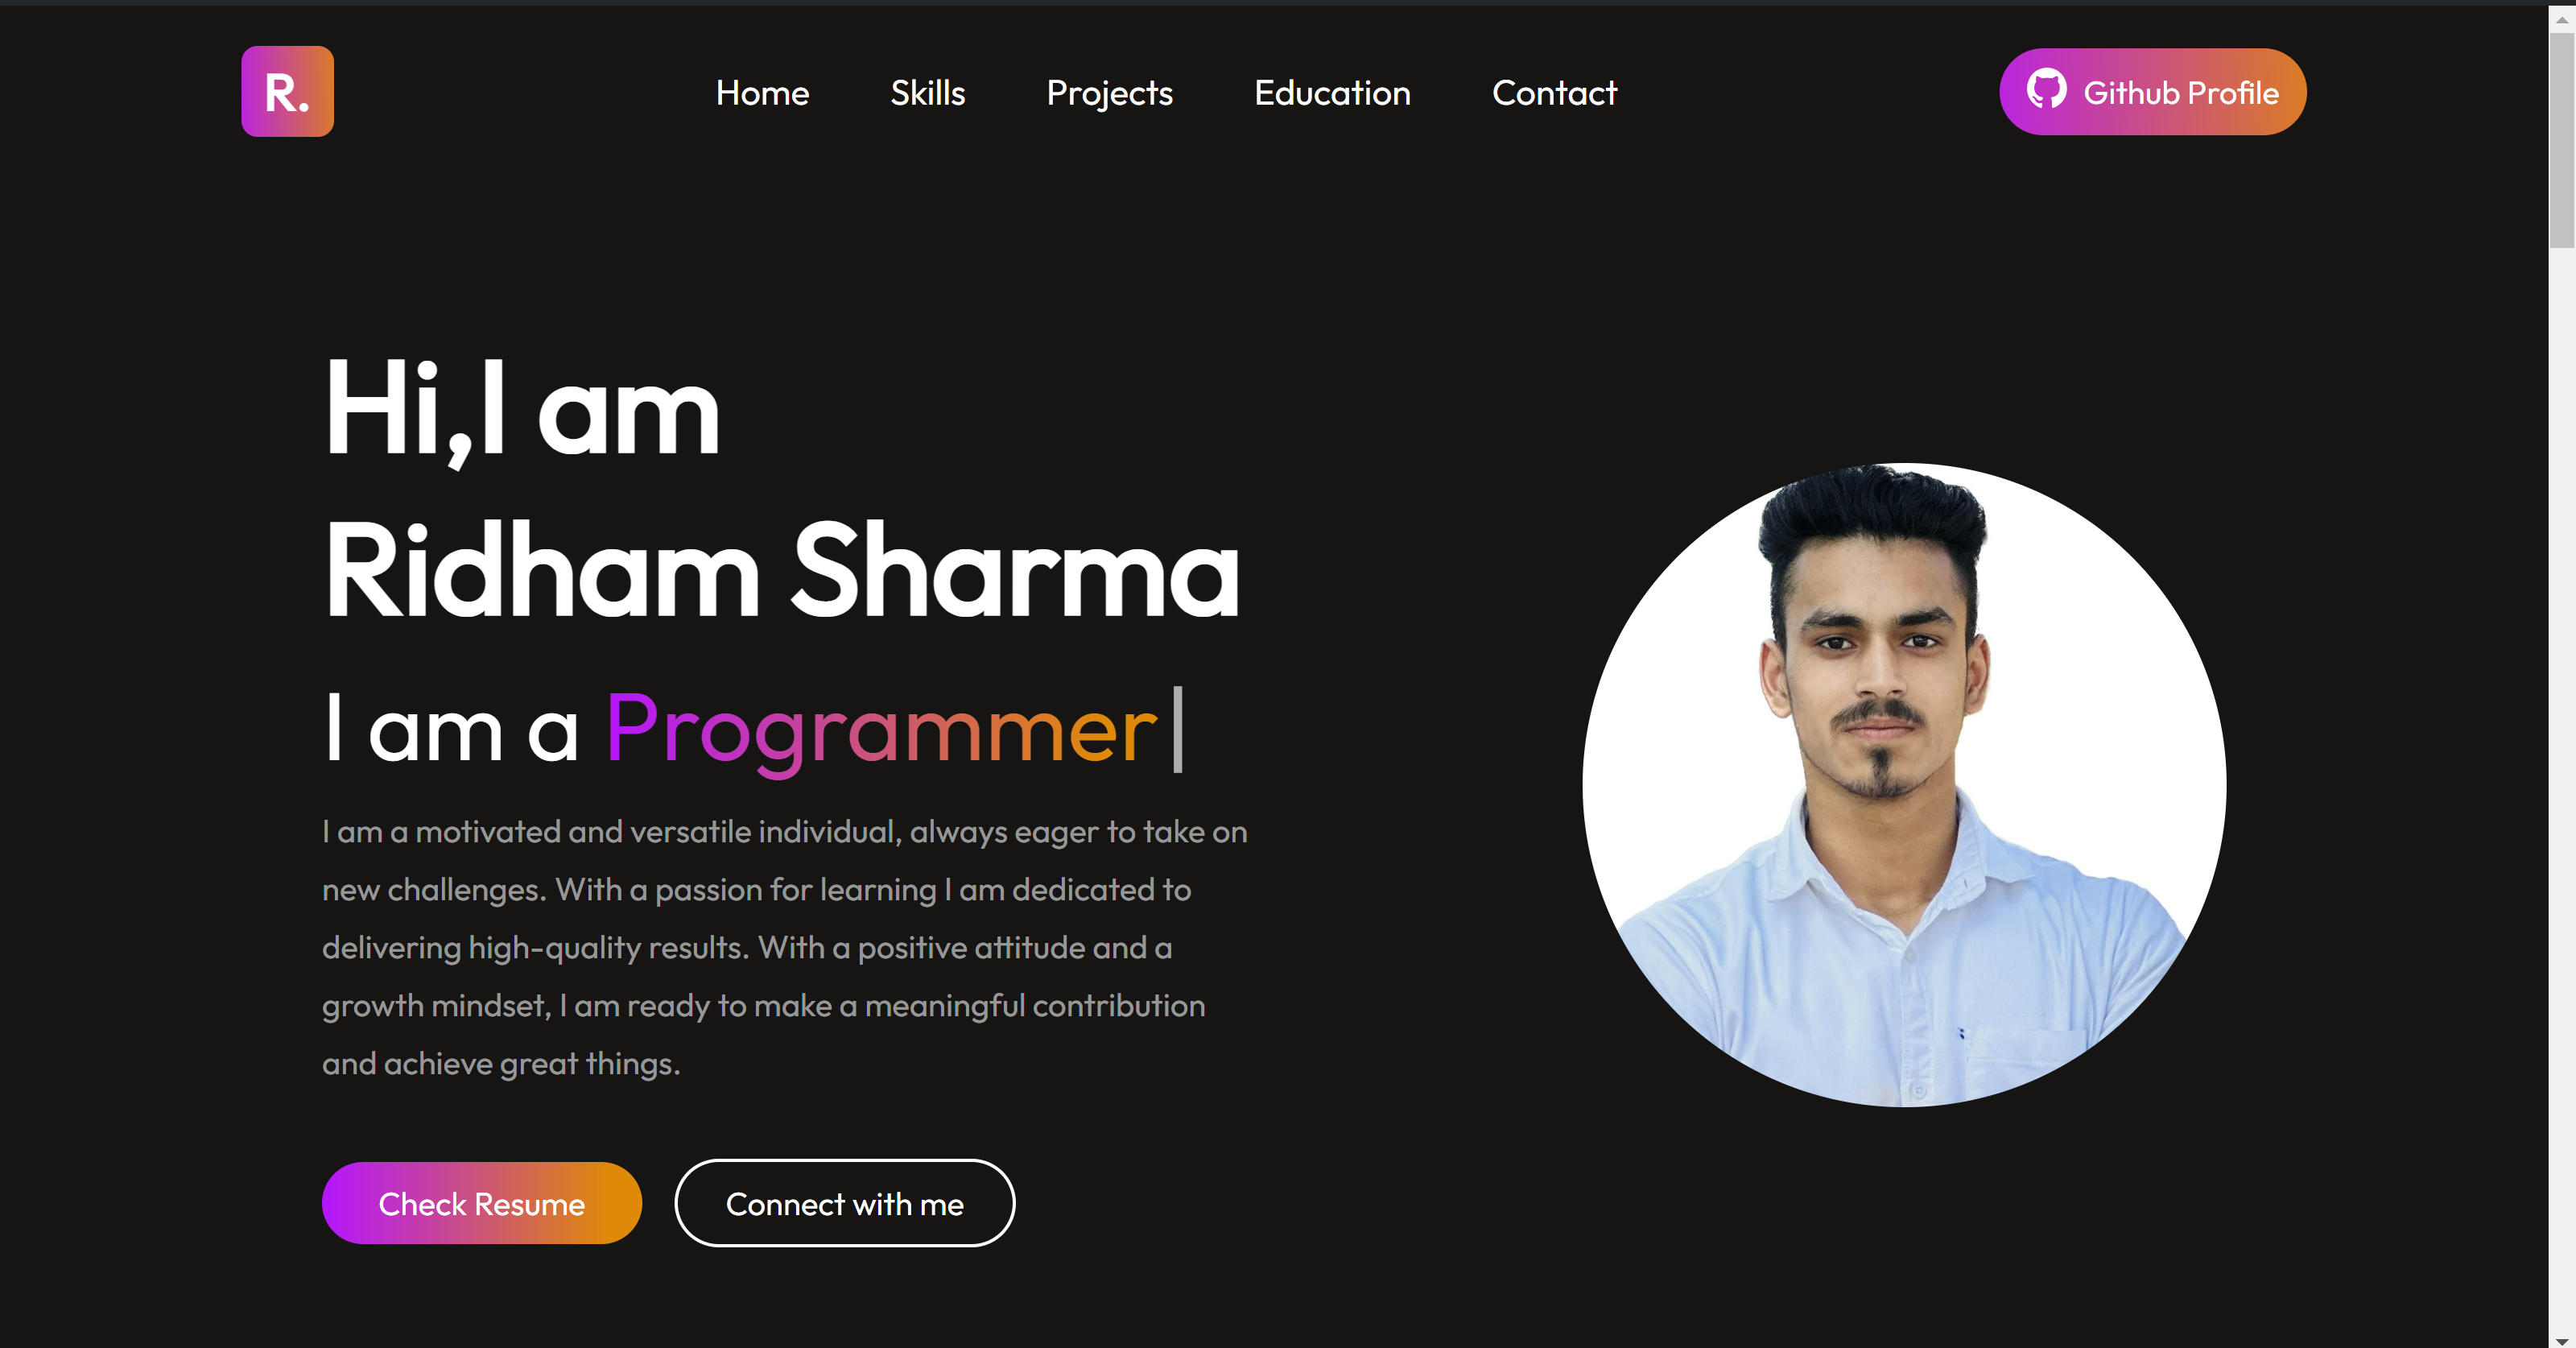 R.
Home Skills Projects Education Contact
Github Profile
Hi,I am
Ridham Sharma
I am a Programmer|
I am a motivated and versatile individual, always eager to take on
new challenges. With a passion for learning I am dedicated to
delivering high-quality results. With a positive attitude and a
growth mindset, I am ready to make a meaningful contribution
and achieve great things.
Check Resume
Connect with me